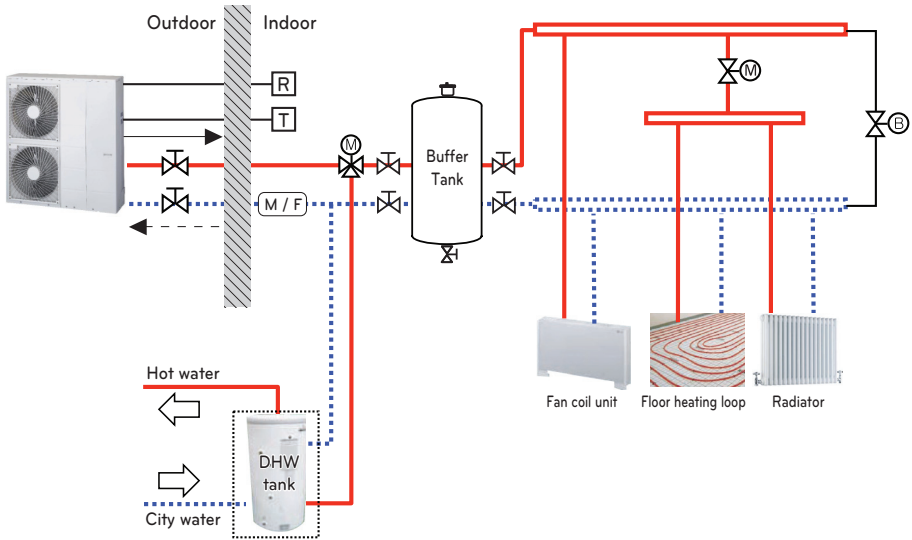 Outdoor
Indoor
R
T
M
Buffer
Tank
M
B
M / F
Hot water
DHW
tank
City water
Fan coil unit
Floor heating loop
Radiator